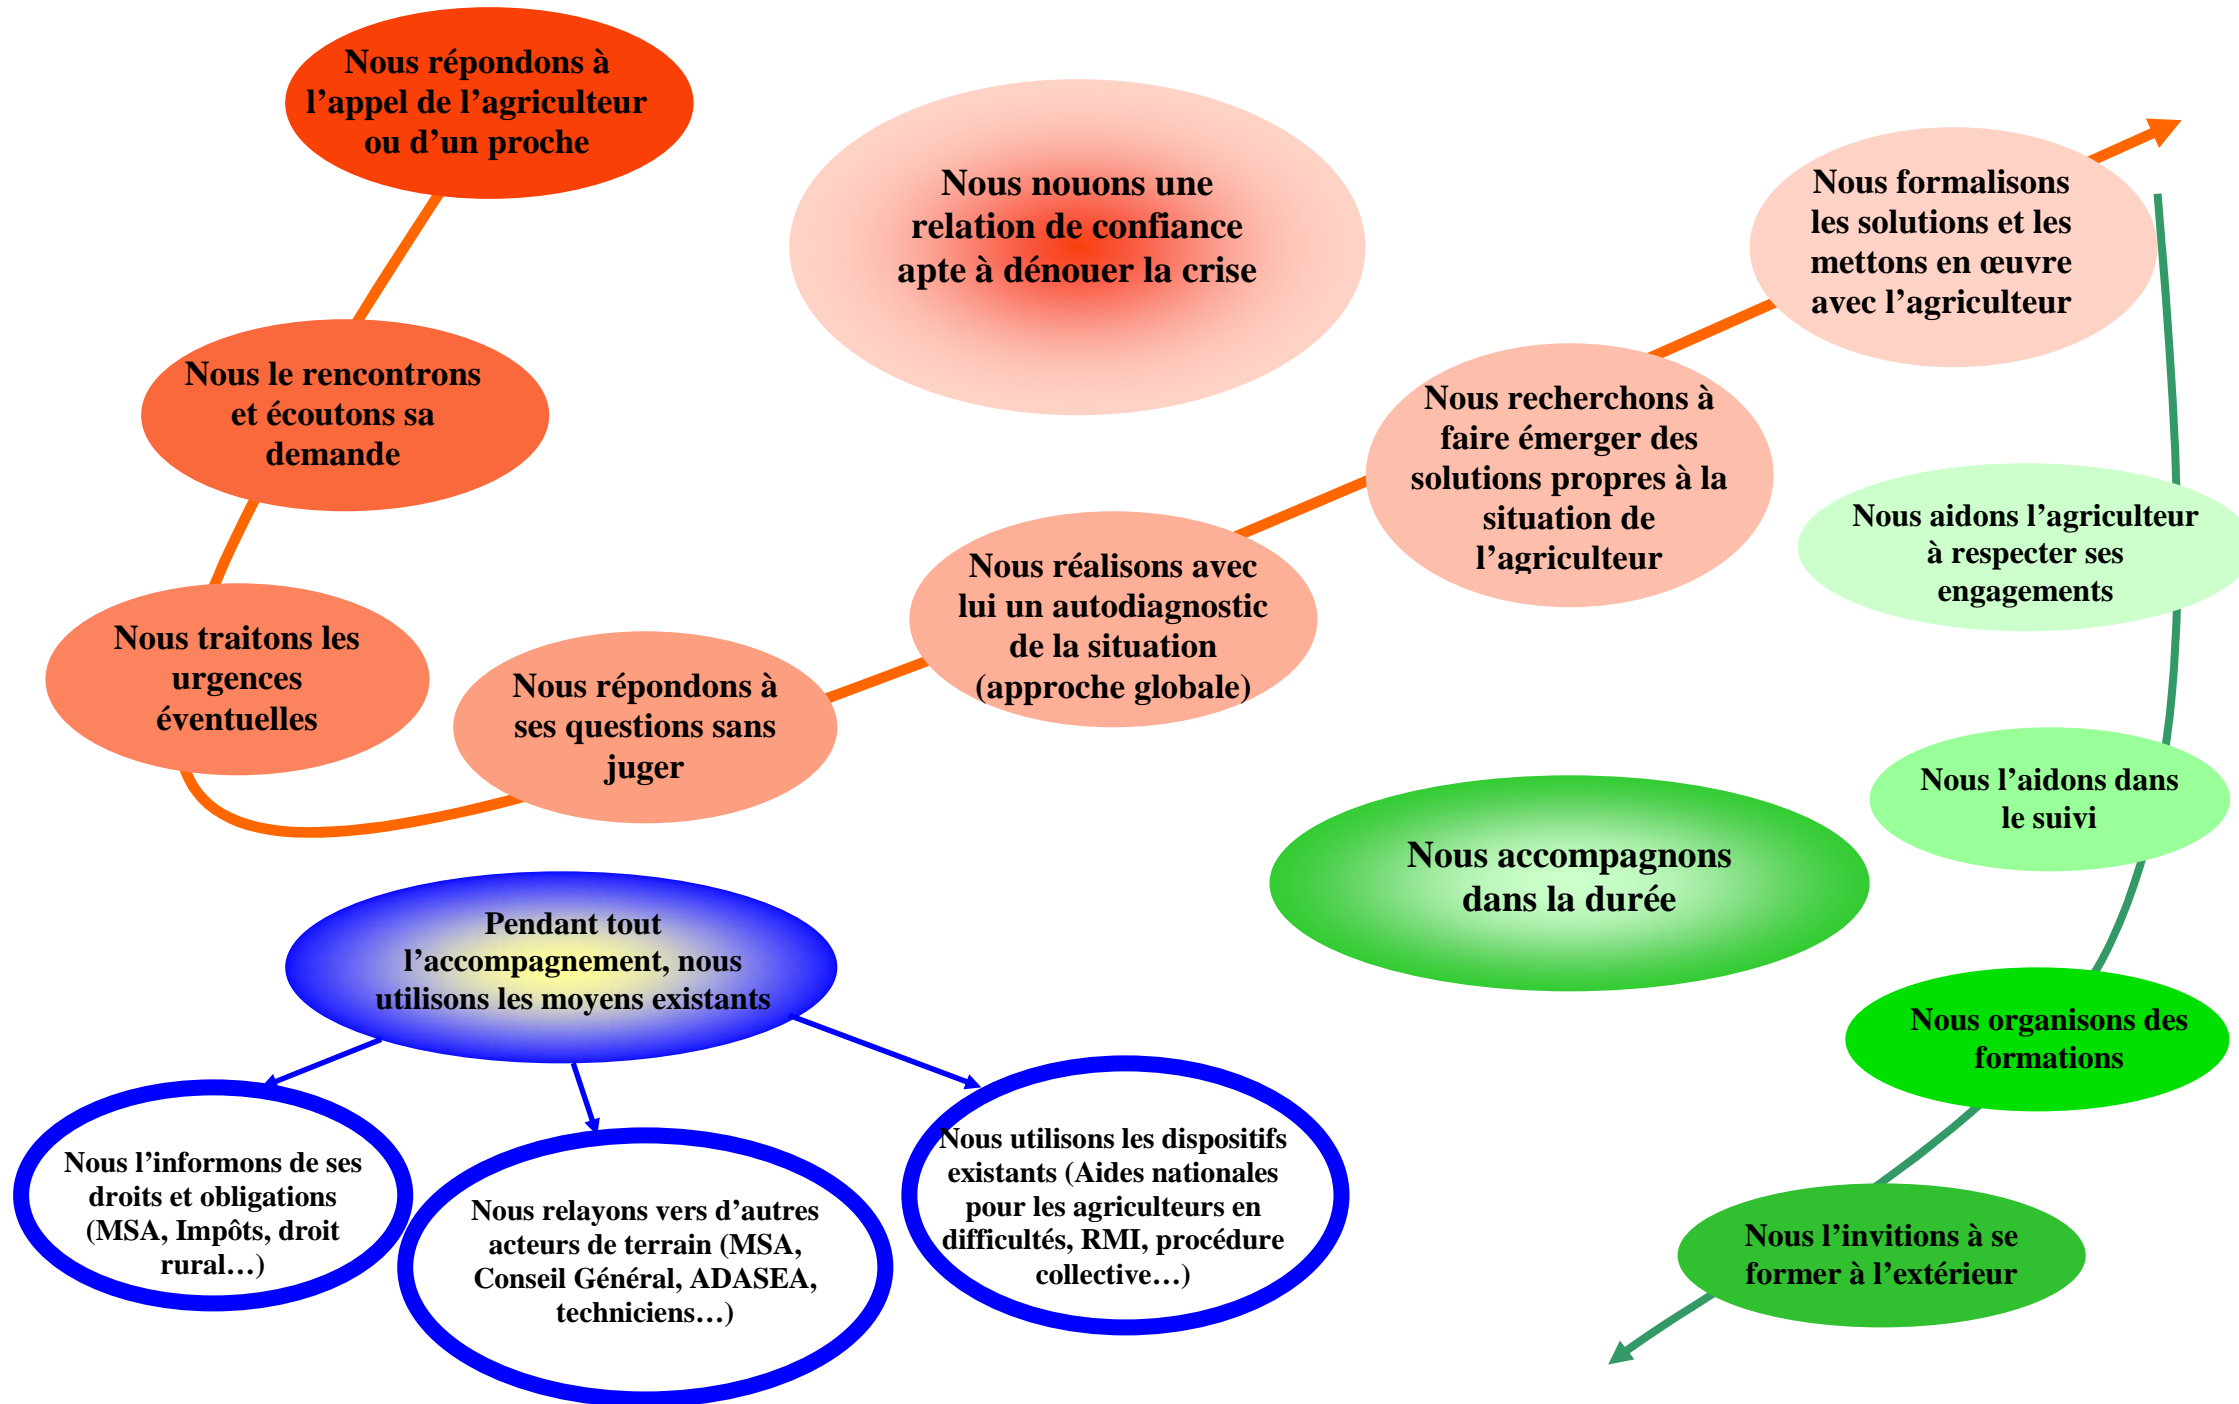 Nous répondons à
l’appel de l’agriculteur
ou d’un proche
Nous nouons une
relation de confiance
apte à dénouer la crise
Nous formalisons
les solutions et les
mettons en œuvre
avec l’agriculteur
Nous le rencontrons
et écoutons sa
demande
Nous recherchons à
faire émerger des
solutions propres à la
situation de
l’agriculteur
Nous aidons l’agriculteur
à respecter ses
engagements
Nous réalisons avec
lui un autodiagnostic
de la situation
(approche globale)
Nous traitons les
urgences
éventuelles
Nous répondons à
ses questions sans
juger
Nous l’aidons dans
le suivi
Nous accompagnons
dans la durée
Pendant tout
l’accompagnement, nous
utilisons les moyens existants
Nous organisons des
formations
Nous l’informons de ses
droits et obligations
(MSA, Impôts, droit
rural…)
Nous relayons vers d’autres
acteurs de terrain (MSA,
Conseil Général, ADASEA,
techniciens…)
Nous utilisons les dispositifs
existants (Aides nationales
pour les agriculteurs en
difficultés, RMI, procédure
collective…)
Nous l’invitions à se
former à l’extérieur